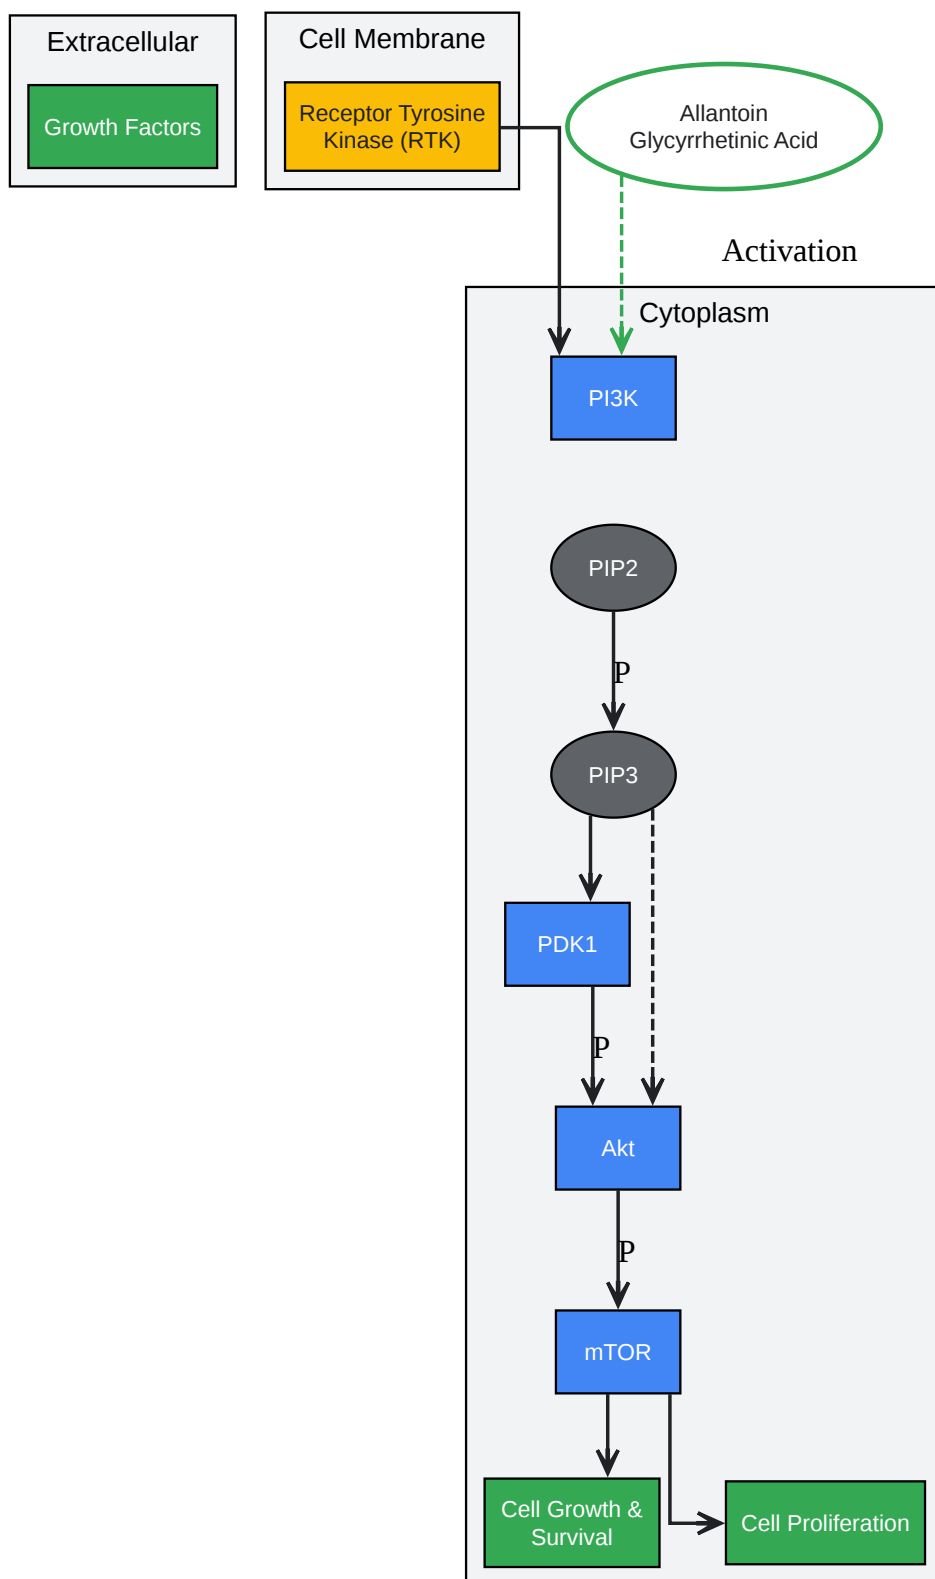 Extracellular
Growth Factors
Cell Membrane
Receptor Tyrosine
Kinase (RTK)
Allantoin
Glycyrrhetinic Acid
Activation
Cytoplasm
PI3K
PIP2
P
PIP3
PDK1
P
Akt
P
mTOR
Cell Growth &
Survival
Cell Proliferation